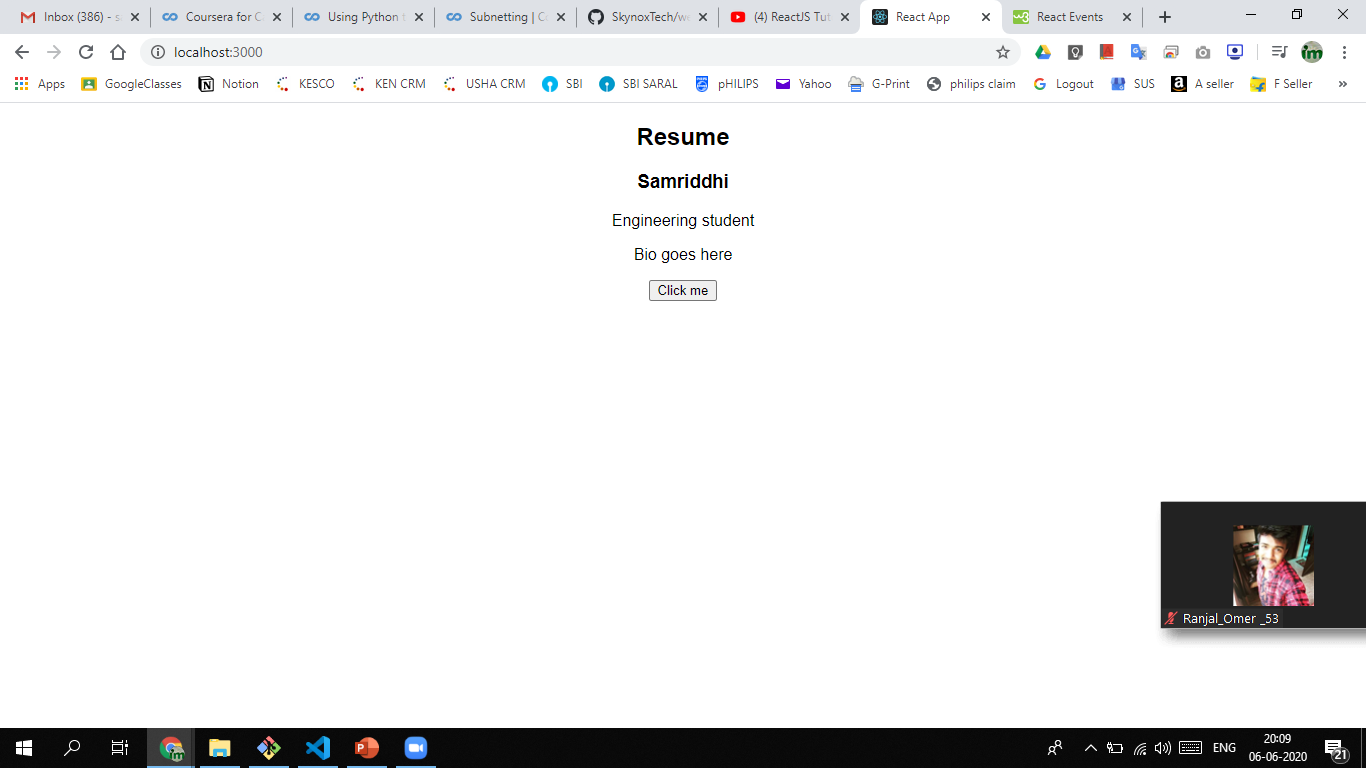 Inbox (386) - s
Coursera for C
Using Python t
Subnetting | C
SkynoxTech/we
(4) ReactJS Tut
React App
React Events
localhost:3000
Apps
GoogleClasses
Notion
KESCO
KEN CRM
USHA CRM
SBI
SBI SARAL
pHILIPS
Yahoo
G-Print
philips claim
Logout
SUS
A seller
F Seller
»
Resume
Samriddhi
Engineering student
Bio goes here
Click me
Ranjal_Omer _53
ENG
20:09
06-06-2020
21